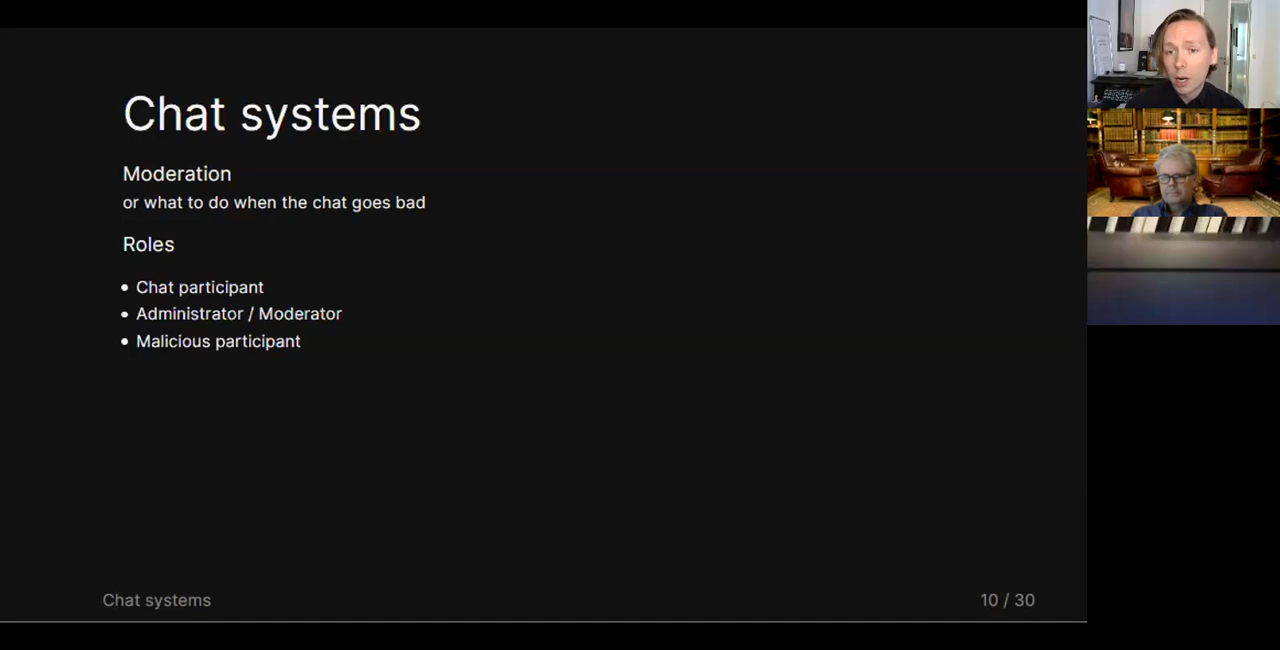 Chat systems
Moderation
or what to do when the chat goes bad
Roles
• Chat participant
• Administrator / Moderator
• Malicious participant
Chat systems
10 / 30